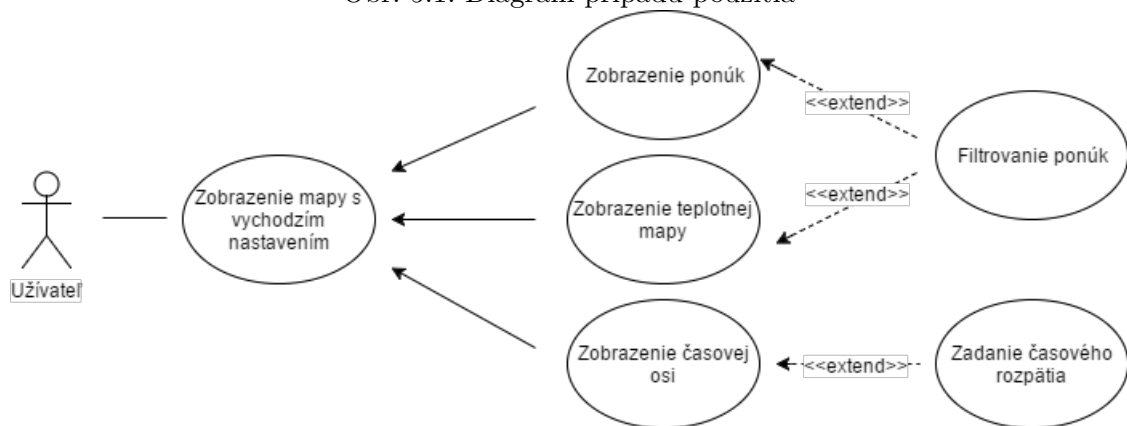 Obr. 5.1: Diagram prípadu použitia
Zobrazenie ponúk
<<extend>>
Filtrovanie ponúk
Zobrazenie mapy s
vychodzím
nastavením
<<extend>>
Zobrazenie teplotnej
mapy
Užívateľ
Zobrazenie časovej
osi
<<extend>>
Zadanie časového
rozpätia